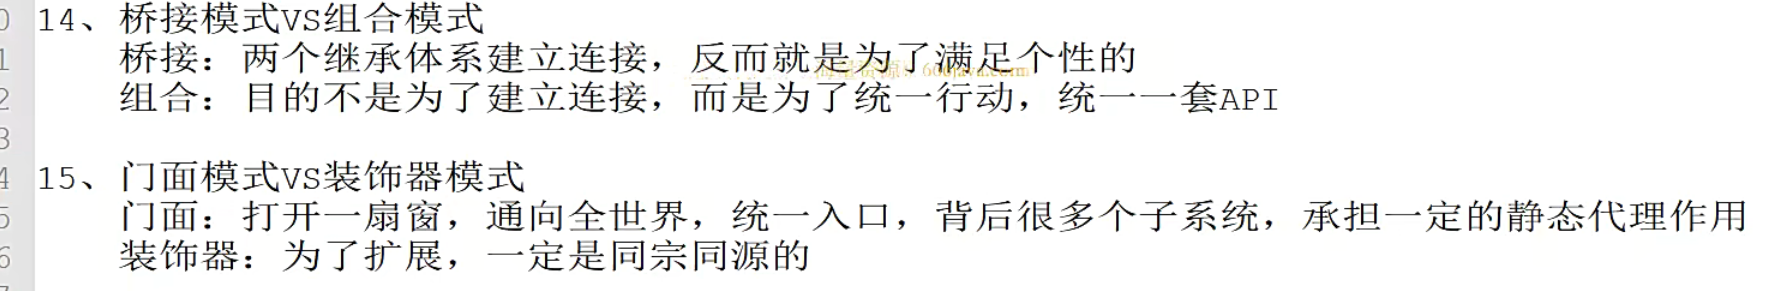 14、桥接模式VS组合模式
桥接：两个继承体系建立连接，反而就是为了满足个性的
组合：目的不是为了建立连接，而是为了统一行动，统一一套API
15、门面模式VS装饰器模式
门面：打开一扇窗，通向全世界，统一入口，背后很多个子系统，承担一定的静态代理作用
装饰器：为了扩展，一定是同宗同源的